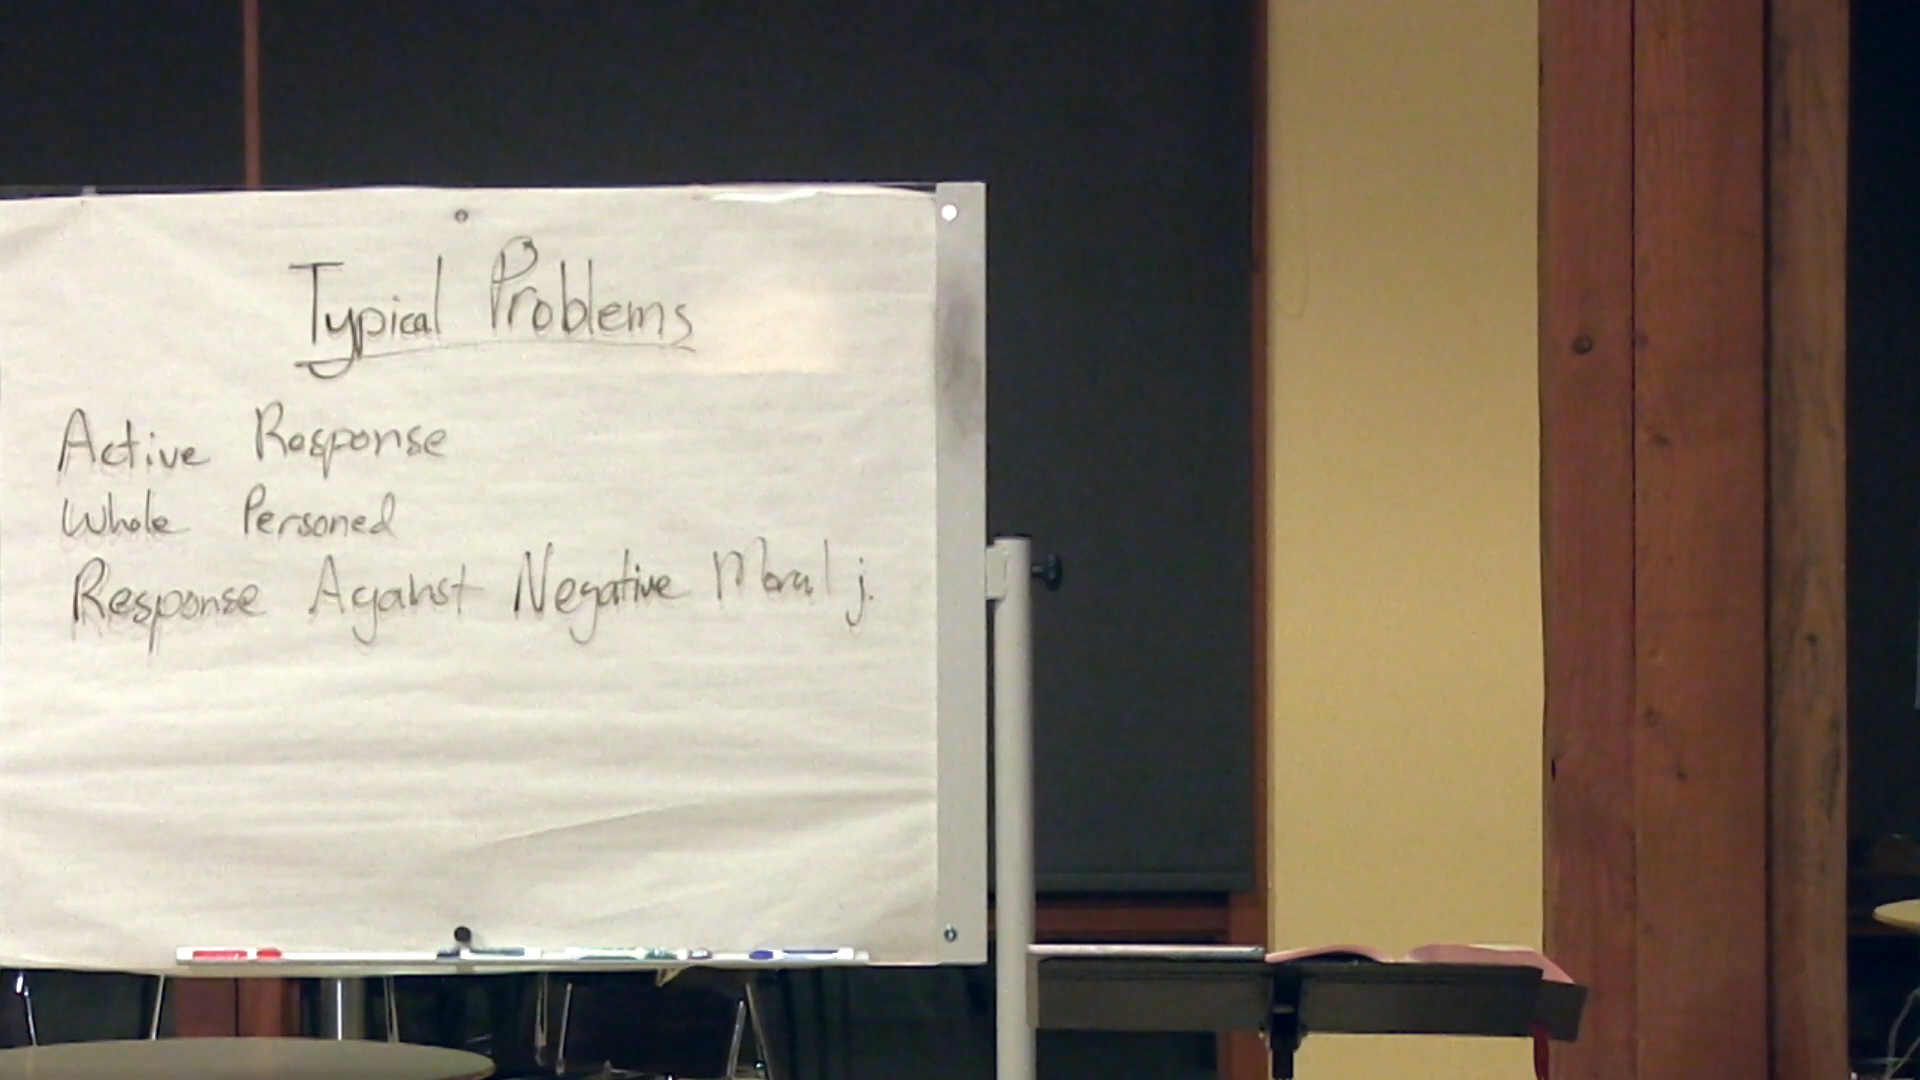 Typical Problems
Active Response
Whole Personed
Response Against Negative Moral j.